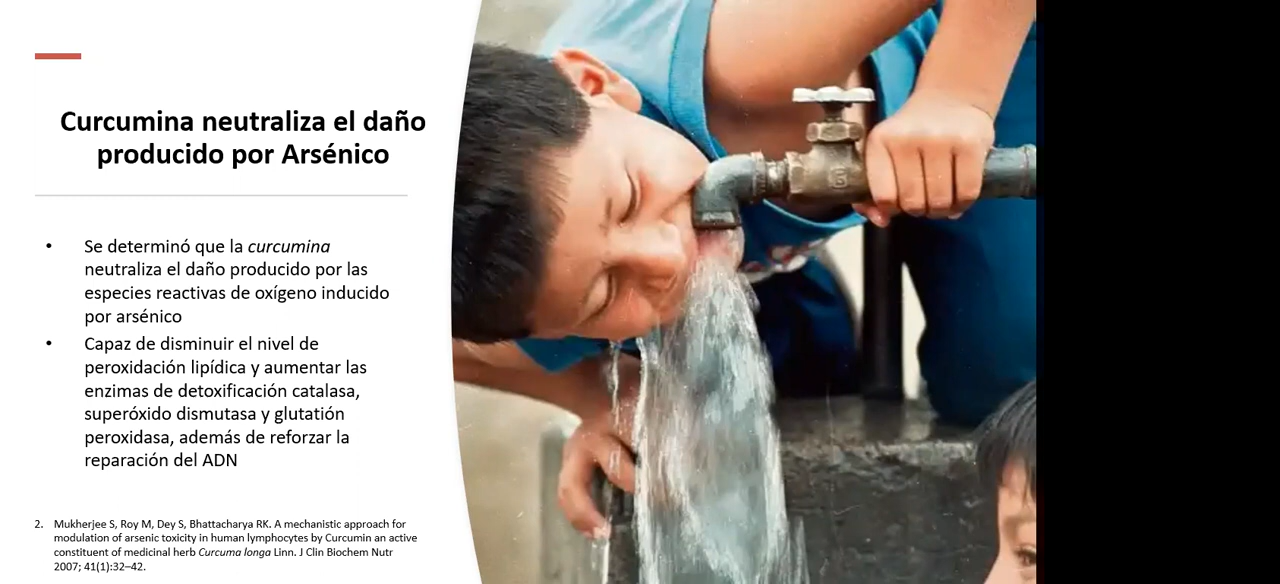 Curcumina neutraliza el daño
producido por Arsénico
• Se determinó que la curcumina
neutraliza el daño producido por las
especies reactivas de oxígeno inducido
por arsénico
• Capaz de disminuir el nivel de
peroxidación lipídica y aumentar las
enzimas de detoxificación catalasa,
superóxido dismutasa y glutatión
peroxidasa, además de reforzar la
reparación del ADN
2. Mukherjee S, Roy M, Dey S, Bhattacharya RK. A mechanistic approach for
modulation of arsenic toxicity in human lymphocytes by Curcumin an active
constituent of medicinal herb Curcuma longa Linn. J Clin Biochem Nutr
2007; 41(1):32–42.